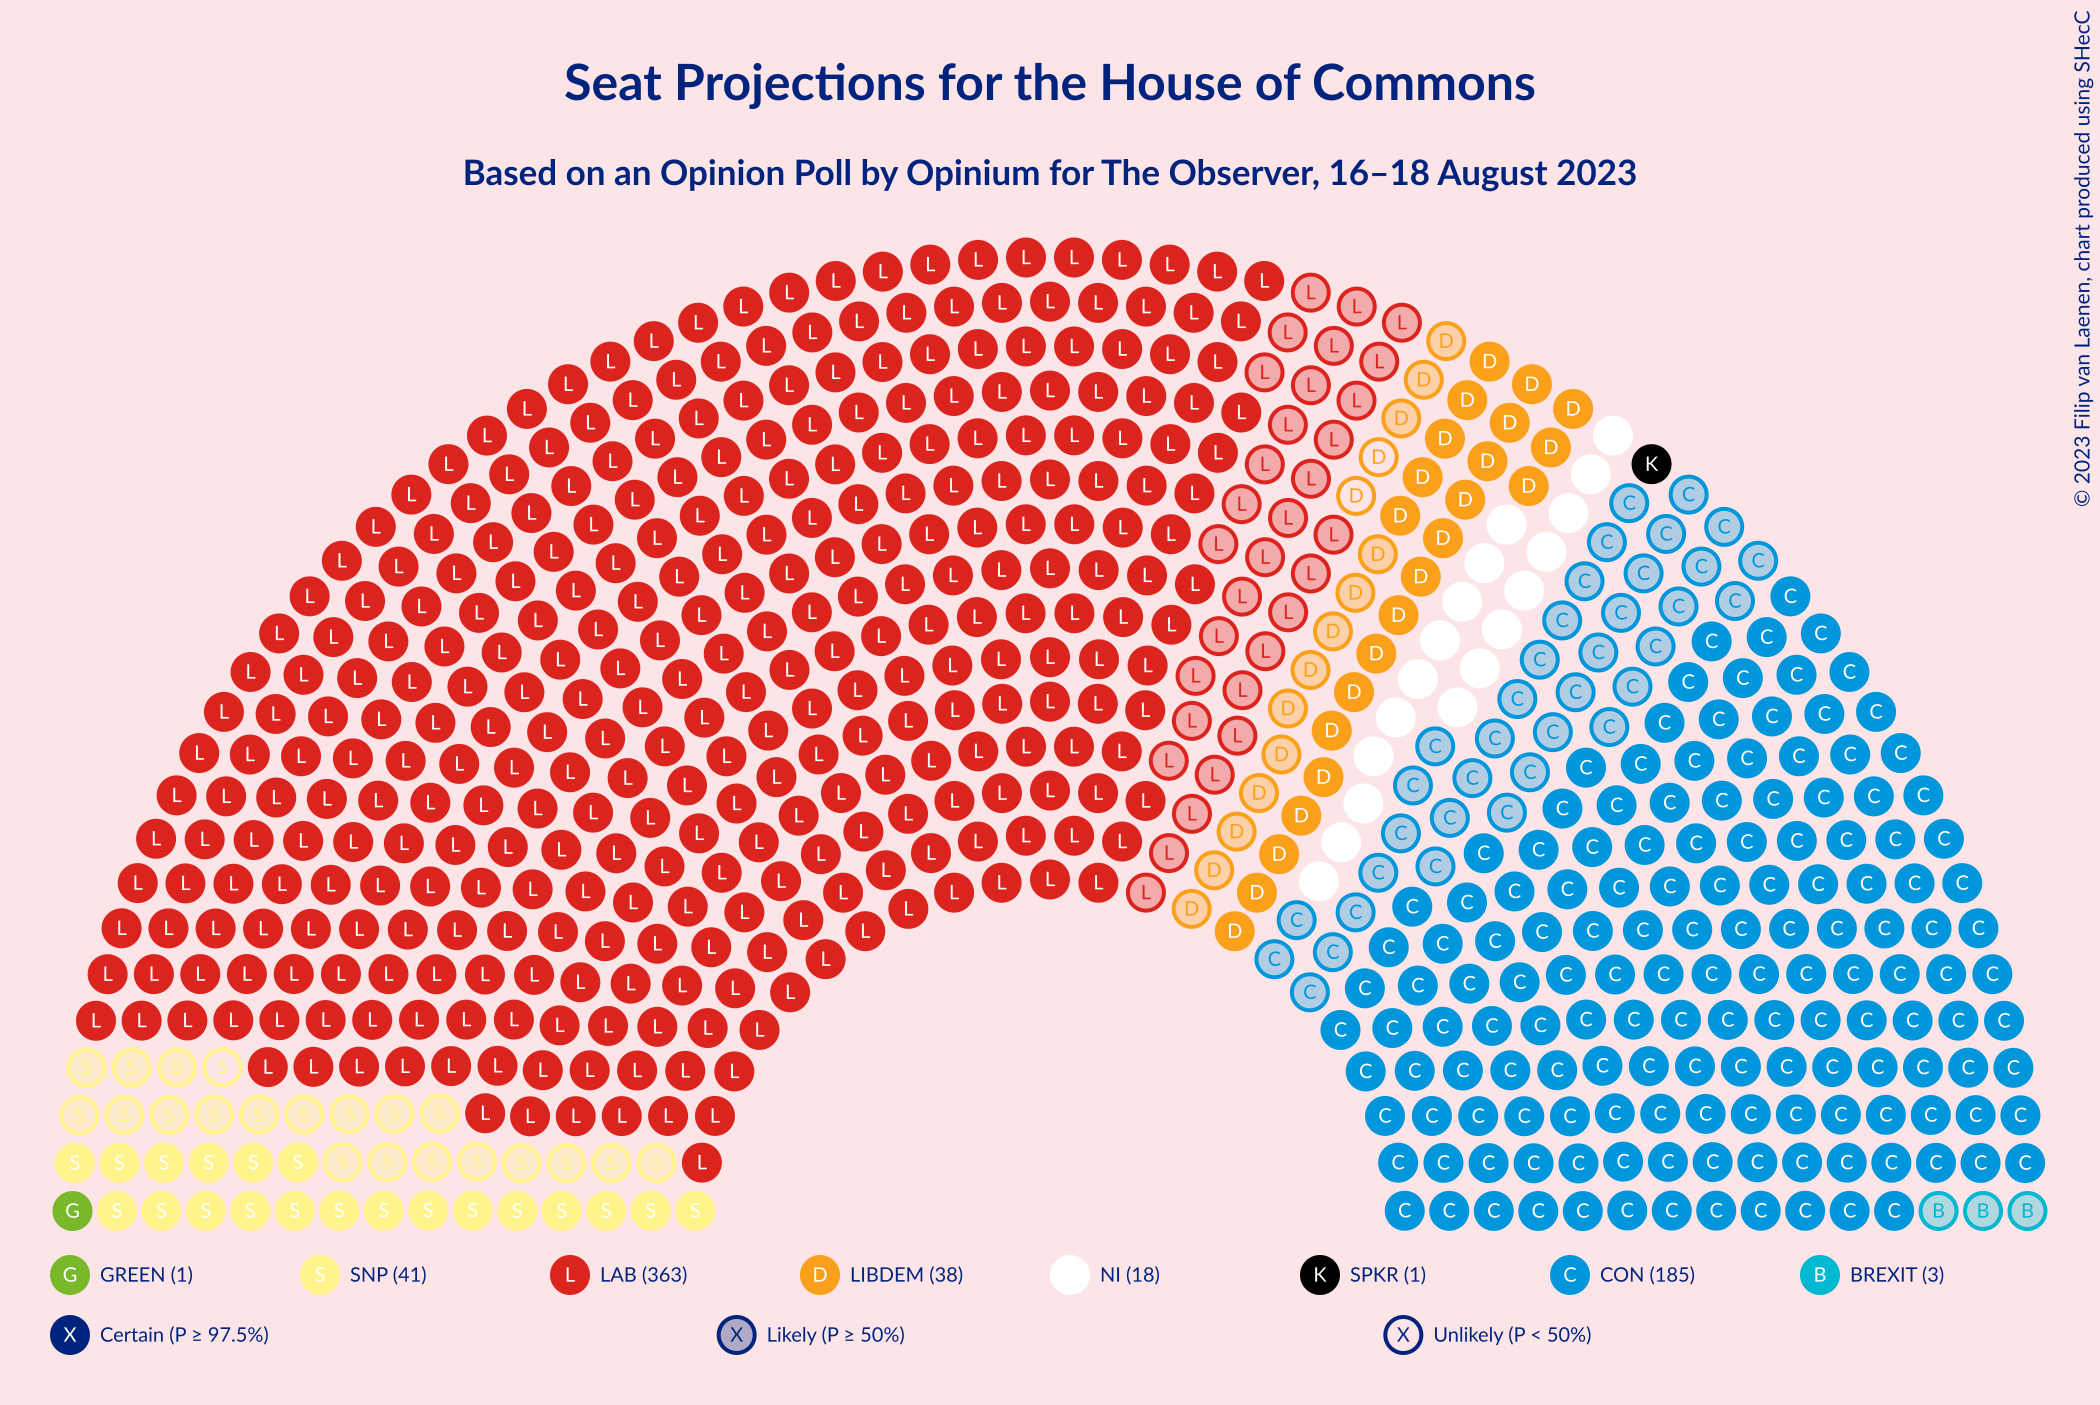 Seat Projections for the House of Commons
Based on an Opinion Poll by Opinium for The Observer, 16–18 August 2023
© 2023 Filip van Laenen, chart produced using SHecC
G GREEN (1) S SNP (41) L LAB (363) D LIBDEM (38) NI (18) K SPKR (1) C CON (185) B BREXIT (3)
X Certain (P ≥ 97.5%) X Likely (P ≥ 50%) X Unlikely (P < 50%)